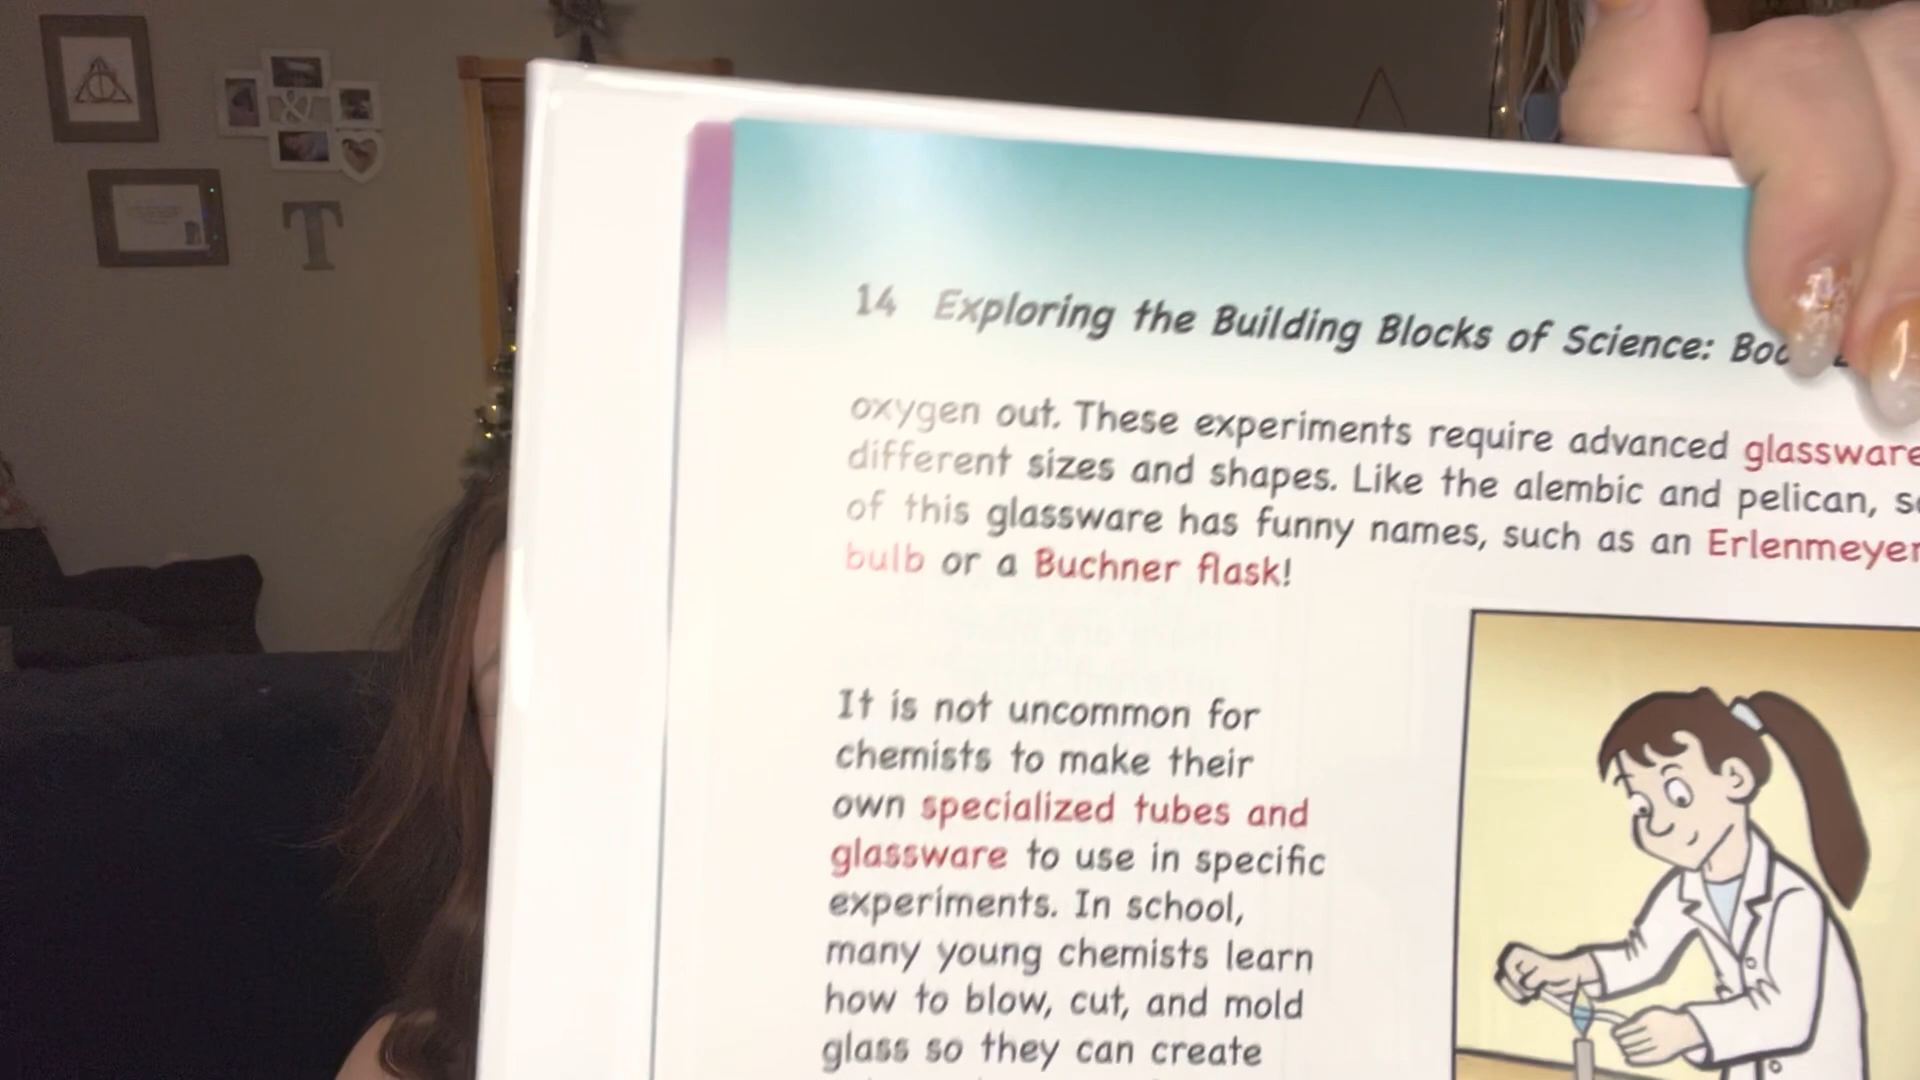 &
T
14 Exploring the Building Blocks of Science:
oxygen out. These experiments require advanced glassware
different sizes and shapes. Like the alembic and pelican,
of this glassware has funny names, such as an Erlenmeyer
bulb or a Buchner flask!
It is not uncommon for
chemists to make their
own specialized tubes and
glassware to use in specific
experiments. In school,
many young chemists learn
how to blow, cut, and mold
glass so they can create